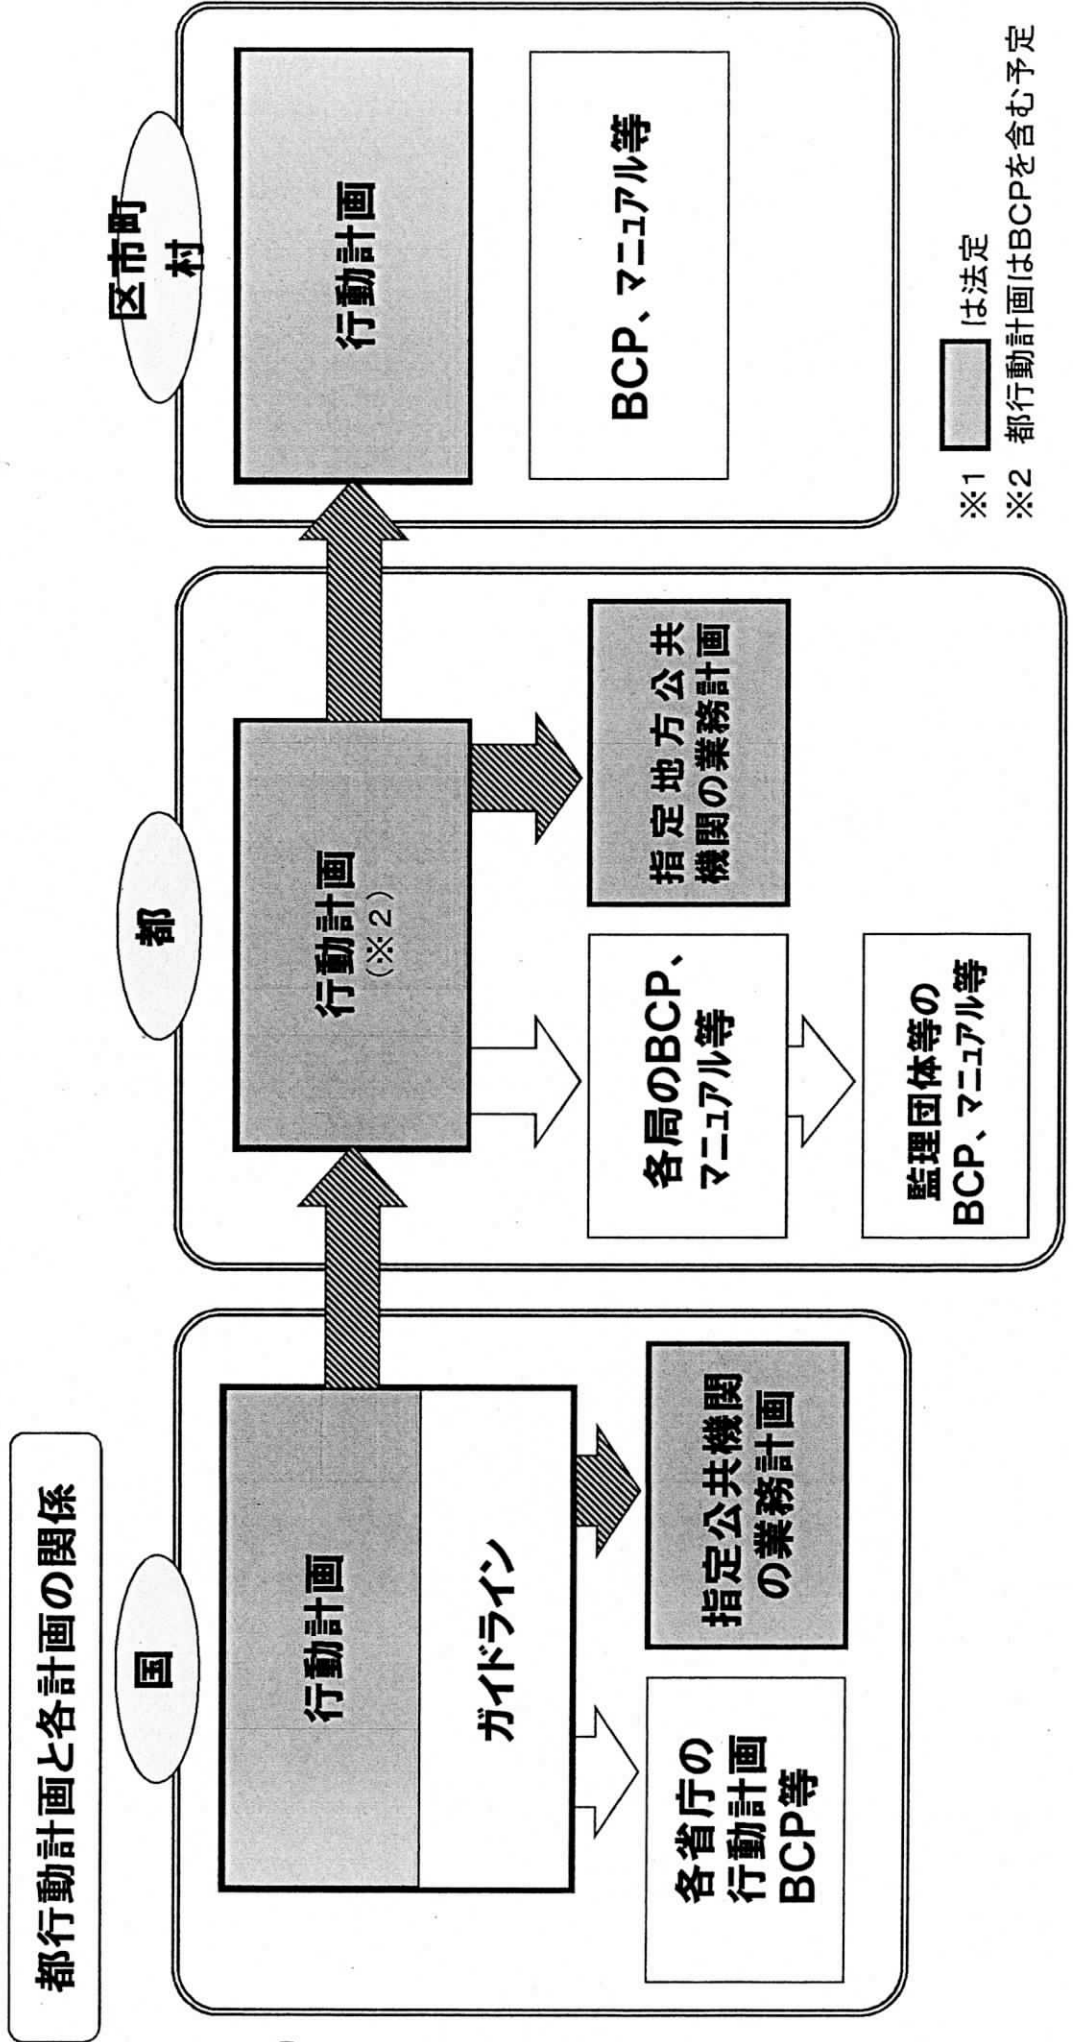 都行動計画と各計画の関係
国
行動計画
ガイドライン
各省庁の
行動計画
BCP等
指定公共機関
の業務計画
都
行動計画
(※2)
各局のBCP、
マニュアル等
監理団体等の
BCP、マニュアル等
指定地方公共
機関の業務計画
区市町
村
行動計画
BCP、マニュアル等
※1 は法定
※2 都行動計画はBCPを含む予定